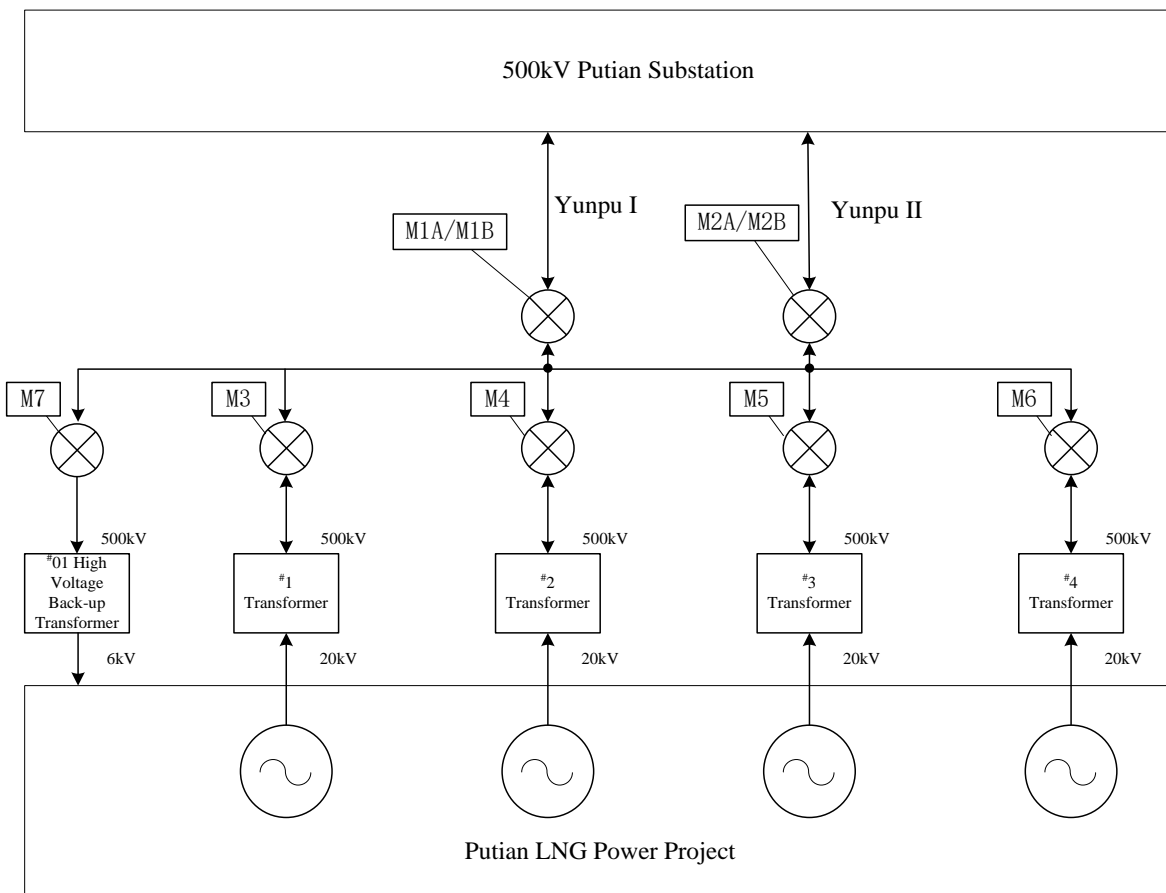 500kV Putian Substation
Yunpu I
Yunpu II
M1A/M1B
M2A/M2B
M7
M3
M4
M5
M6
500kV
500kV
500kV
500kV
500kV
#01 High
Voltage
Back-up
Transformer
#1
Transformer
#2
Transformer
#3
Transformer
#4
Transformer
6kV
20kV
20kV
20kV
20kV
Putian LNG Power Project